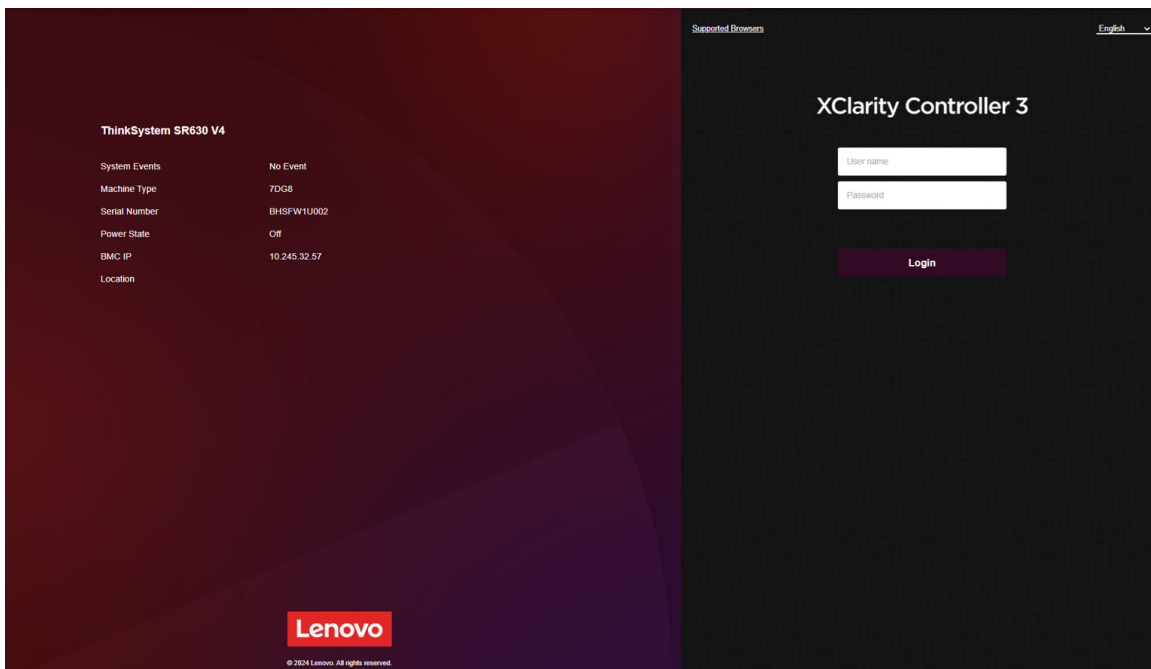 Supported Browsers
English
XClarity Controller 3
ThinkSystem SR630 V4
System Events No Event
Machine Type 7DG8
Serial Number BHSFW1U002
Power State Off
BMC IP 10.245.32.57
Location
User name
Password
Login
Lenovo
© 2024 Lenovo. All rights reserved.